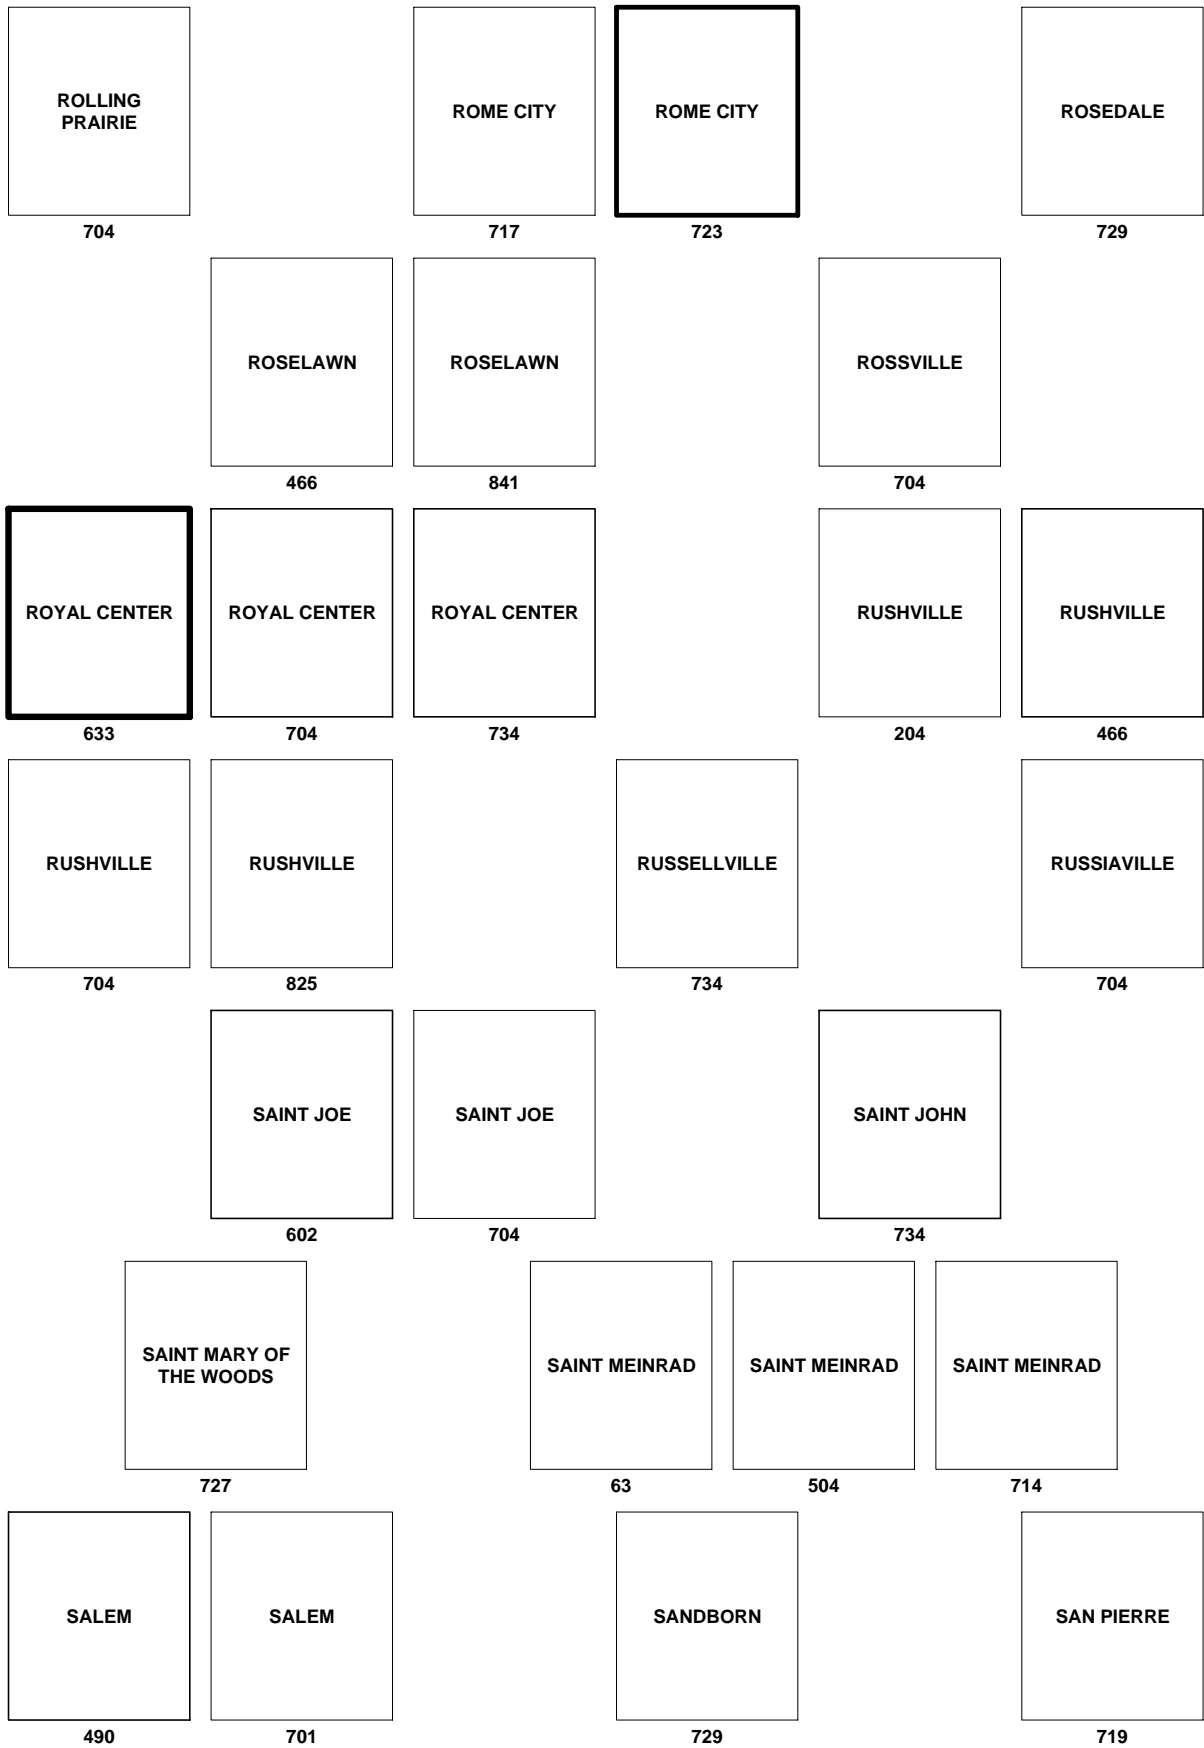 ROLLING
PRAIRIE
704
ROME CITY
717
ROME CITY
723
ROSEDALE
729
ROSELAWN
466
ROSELAWN
841
ROSSVILLE
704
ROYAL CENTER
633
ROYAL CENTER
704
ROYAL CENTER
734
RUSHVILLE
204
RUSHVILLE
466
RUSHVILLE
704
RUSHVILLE
825
RUSSELLVILLE
734
RUSSIAVILLE
704
SAINT JOE
602
SAINT JOE
704
SAINT JOHN
734
SAINT MARY OF
THE WOODS
727
SAINT MEINRAD
63
SAINT MEINRAD
504
SAINT MEINRAD
714
SALEM
490
SALEM
701
SANDBORN
729
SAN PIERRE
719